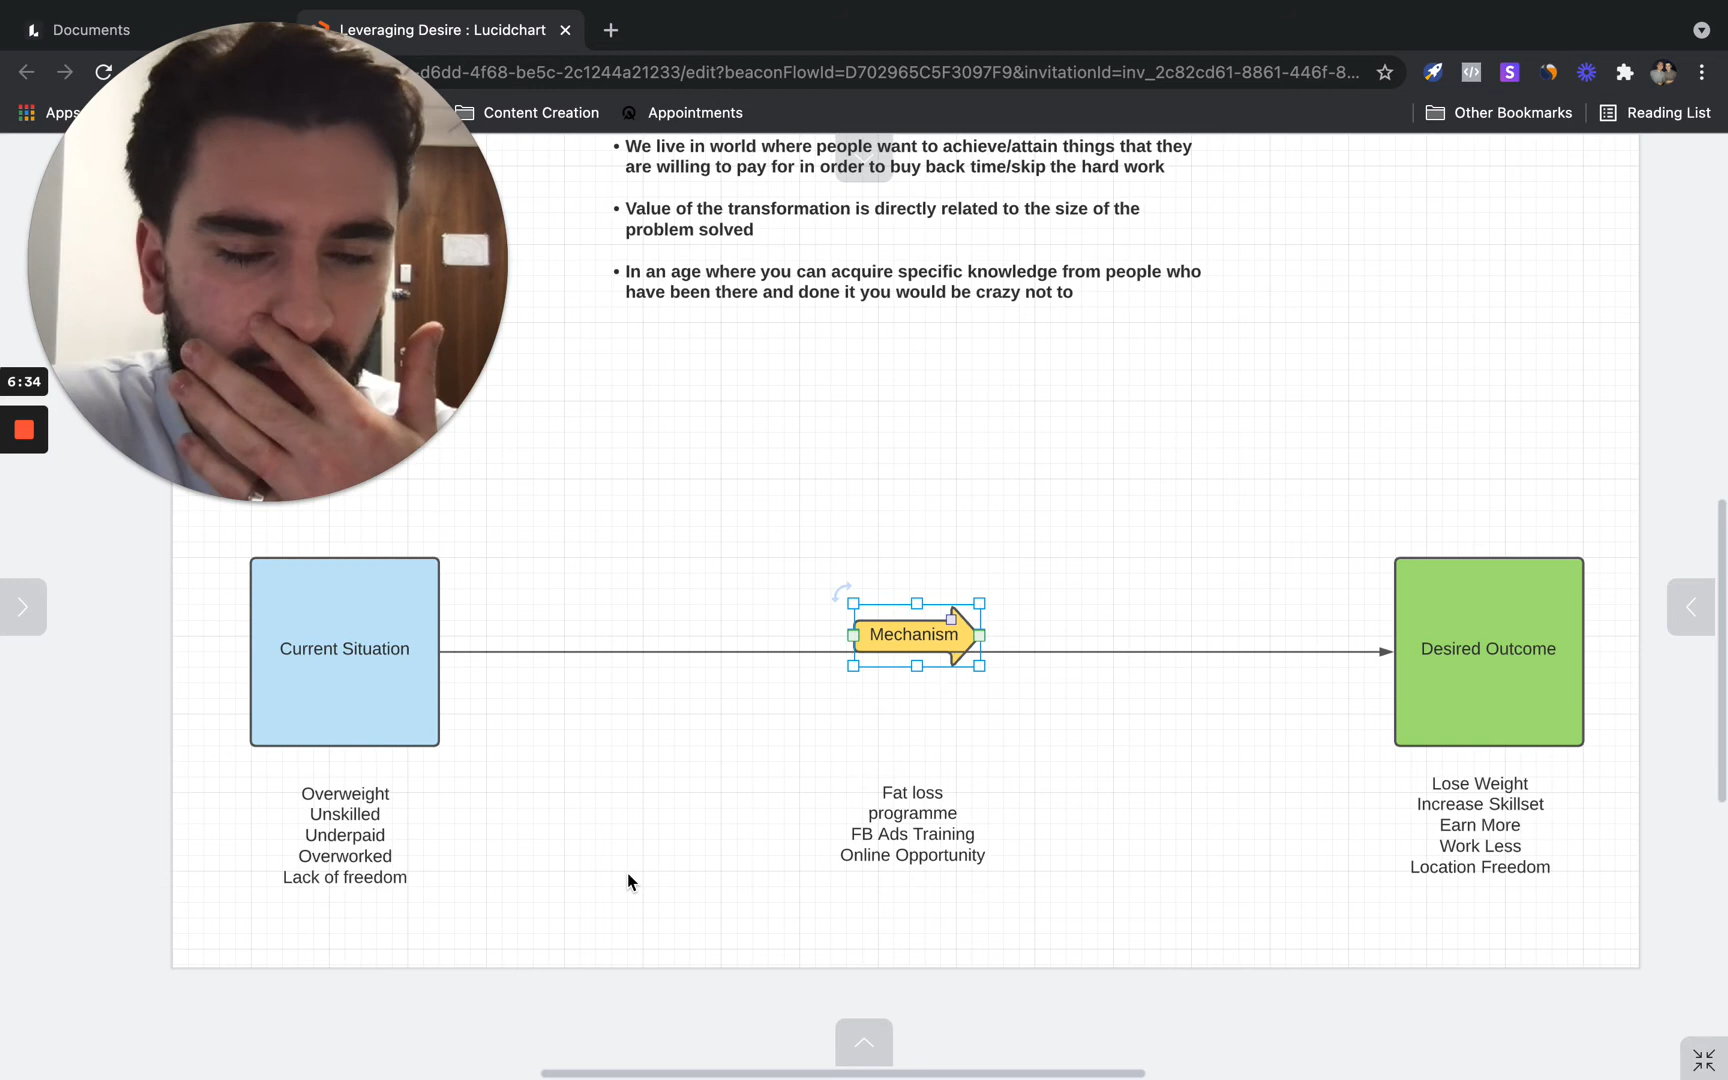 Documents
Leveraging Desire : Lucidchart
-d6dd-4f68-be5c-2c1244a21233/edit?beaconFlowId=D702965C5F3097F9&invitationId=inv_2c82cd61-8861-446f-8...
Apps
Content Creation
Appointments
Other Bookmarks
Reading List
• We live in world where people want to achieve/attain things that they
are willing to pay for in order to buy back time/skip the hard work
• Value of the transformation is directly related to the size of the
problem solved
• In an age where you can acquire specific knowledge from people who
have been there and done it you would be crazy not to
6:34
Current Situation
Mechanism
Desired Outcome
Overweight
Unskilled
Underpaid
Overworked
Lack of freedom
Fat loss
programme
FB Ads Training
Online Opportunity
Lose Weight
Increase Skillset
Earn More
Work Less
Location Freedom